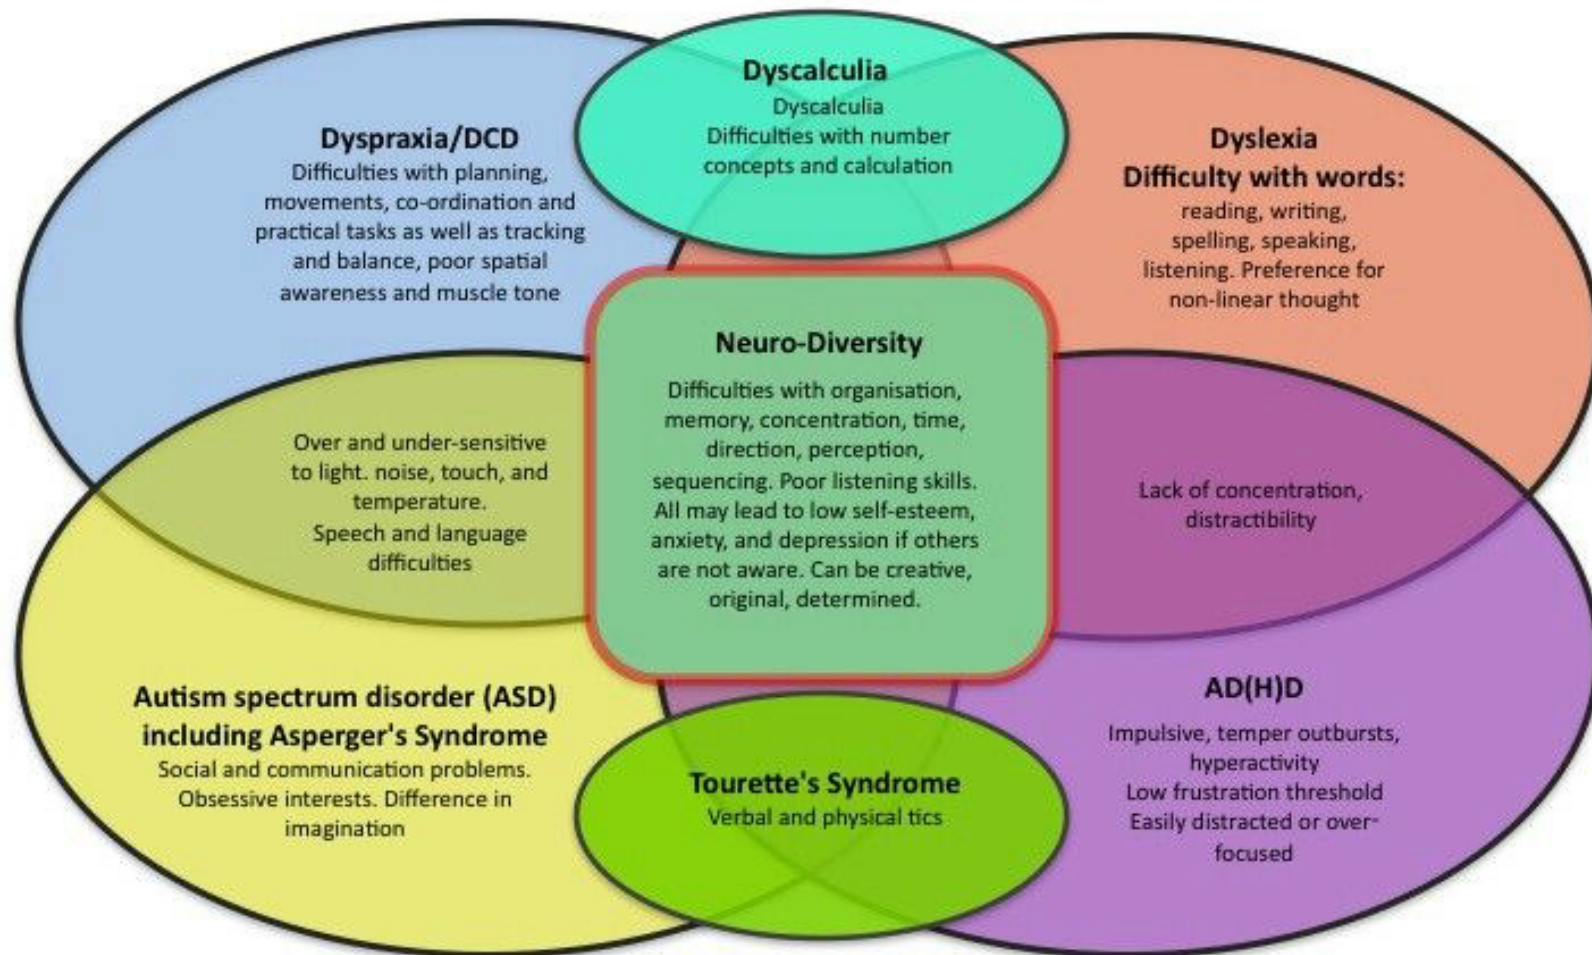 Dyscalculia
Dyscalculia
Difficulties with number
concepts and calculation
Dyspraxia/DCD
Difficulties with planning,
movements, co-ordination and
practical tasks as well as tracking
and balance, poor spatial
awareness and muscle tone
Dyslexia
Difficulty with words:
reading, writing,
spelling, speaking,
listening. Preference for
non-linear thought
Neuro-Diversity
Difficulties with organisation,
memory, concentration, time,
direction, perception,
sequencing. Poor listening skills.
All may lead to low self-esteem,
anxiety, and depression if others
are not aware. Can be creative,
original, determined.
Over and under-sensitive
to light. noise, touch, and
temperature.
Speech and language
difficulties
Lack of concentration,
distractibility
Autism spectrum disorder (ASD)
including Asperger's Syndrome
Social and communication problems.
Obsessive interests. Difference in
imagination
Tourette's Syndrome
Verbal and physical tics
AD(H)D
Impulsive, temper outbursts,
hyperactivity
Low frustration threshold
Easily distracted or over-
focused